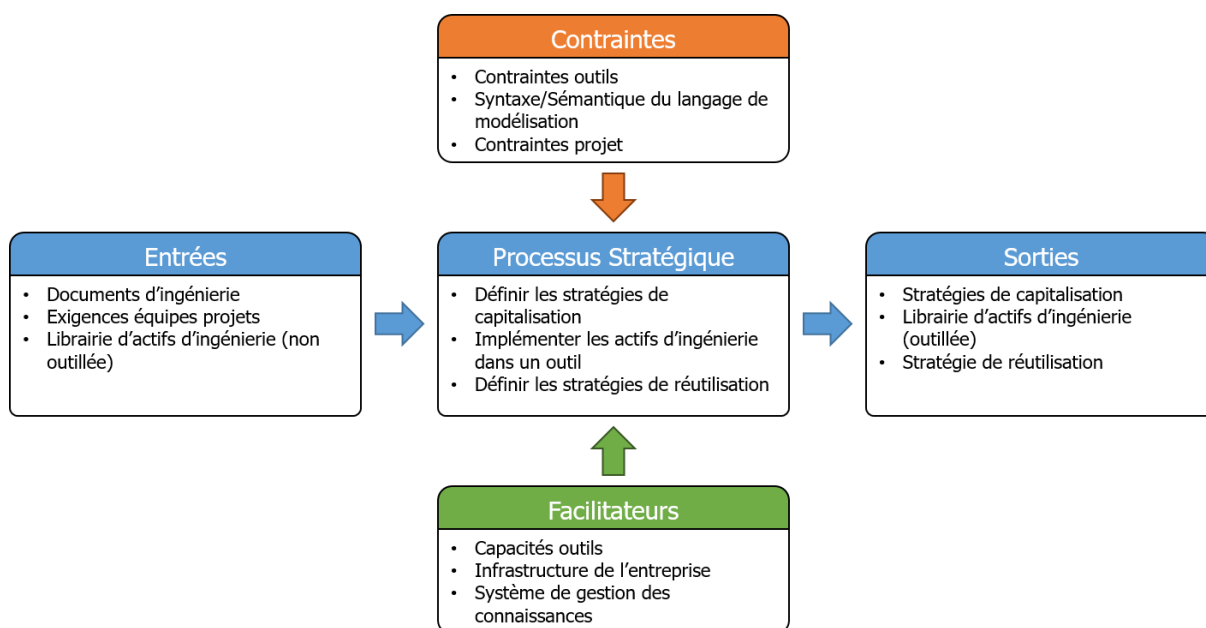 Contraintes
• Contraintes outils
• Syntaxe/Sémantique du langage de
modélisation
• Contraintes projet
Entrées
• Documents d'ingénierie
• Exigences équipes projets
• Librairie d'actifs d'ingénierie (non
outillée)
Processus Stratégique
• Définir les stratégies de
capitalisation
• Implémenter les actifs d'ingénierie
dans un outil
• Définir les stratégies de réutilisation
Sorties
• Stratégies de capitalisation
• Librairie d'actifs d'ingénierie
(outillée)
• Stratégie de réutilisation
Facilitateurs
• Capacités outils
• Infrastructure de l'entreprise
• Système de gestion des
connaissances